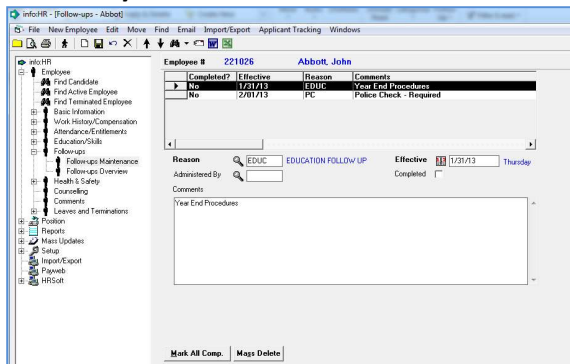 info:HR - [Follow-ups - Abbot]
File New Employee Edit Move Find Email Import/Export Applicant Tracking Windows
info:HR
Employee
Find Candidate
Find Active Employee
Find Terminated Employee
Basic Information
Work History/Compensation
Attendance/Entitlements
Education/Skills
Follow-ups
Follow-ups Maintenance
Follow-ups Overview
Health & Safety
Counselling
Comments
Leaves and Terminations
Position
Reports
Mass Updates
Setup
Import/Export
Payweb
HRSoft
Employee # 221026 Abbott, John
Completed? Effective Reason Comments
No 1/31/13 EDUC Year End Procedures
No 2/01/13 PC Police Check - Required
Reason EDUC EDUCATION FOLLOW UP Effective 1/31/13 Thursday
Administered By Completed
Comments
Year End Procedures
Mark All Comp. Mass Delete